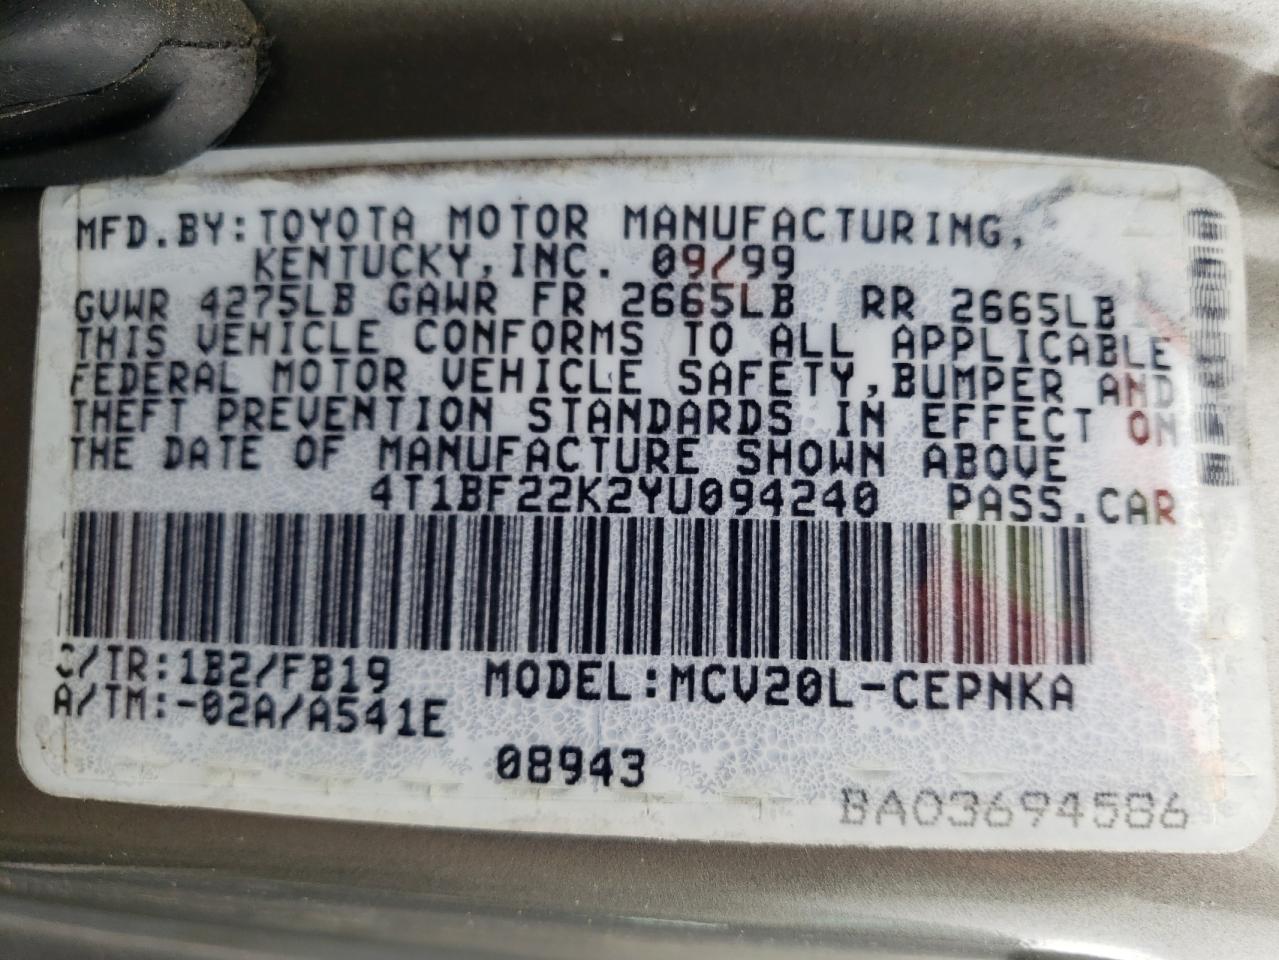 MFD.BY:TOYOTA MOTOR MANUFACTURING,
KENTUCKY,INC. 09/99
GVWR 4275LB GAWR FR 2665LB RR 2665LB
THIS VEHICLE CONFORMS TO ALL APPLICABLE
FEDERAL MOTOR VEHICLE SAFETY,BUMPER AND
THEFT PREVENTION STANDARDS IN EFFECT ON
THE DATE OF MANUFACTURE SHOWN ABOVE
4T1BF22K2YU094240 PASS.CAR
C/TR:1B2/FB19 MODEL:MCV20L-CEPNKA
A/TM:-02A/A541E
08943
BA03694586